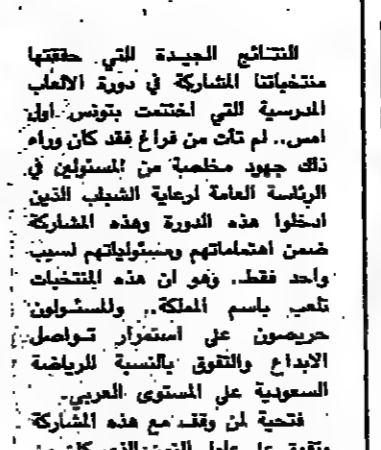 النتائج الجيدة التي حققتها
منتخباتنا المشاركة في دورة الالعاب
المدرسية التي اختتمت بتونس اول
امس.. لم تأت من فراغ فقد كان وراء
ذلك جهود مخلصة من المسئولين في
الرئاسة العامة لرعاية الشباب الذين
ادخلوا هذه الدورة وهذه المشاركة
ضمن اهتماماتهم ومسئولياتهم لسبب
واحد فقط.. وهو ان هذه المنتخبات
تلعب باسم المملكة.. والمسئولون
حريصون على استمرار تواصل
الابداع والتفوق بالنسبة للرياضة
السعودية على المستوى العربي.
فتحية لمن وقف مع هذه المشاركة